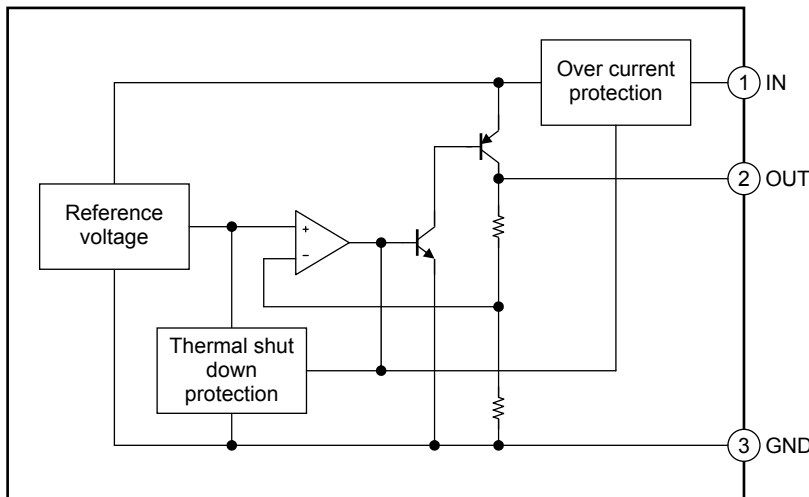 Over current
protection
1 IN
2 OUT
Reference
voltage
+
−
Thermal shut
down
protection
3 GND